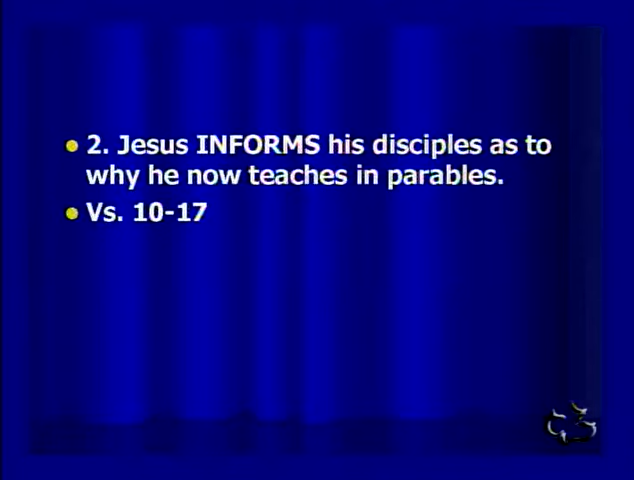 • 2. Jesus INFORMS his disciples as to
why he now teaches in parables.
• Vs. 10-17